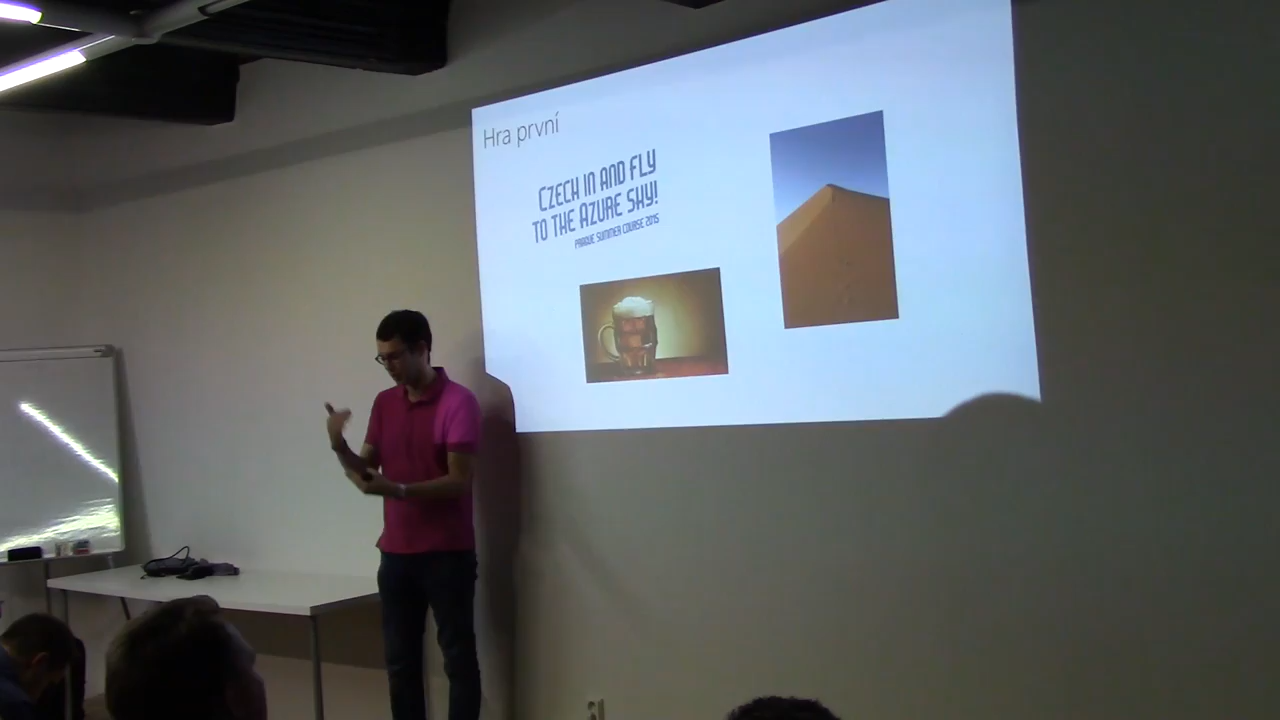 Hra první
CZECH IN AND FLY
TO THE AZURE SKY!
PRAGUE SUMMER COURSE 2015